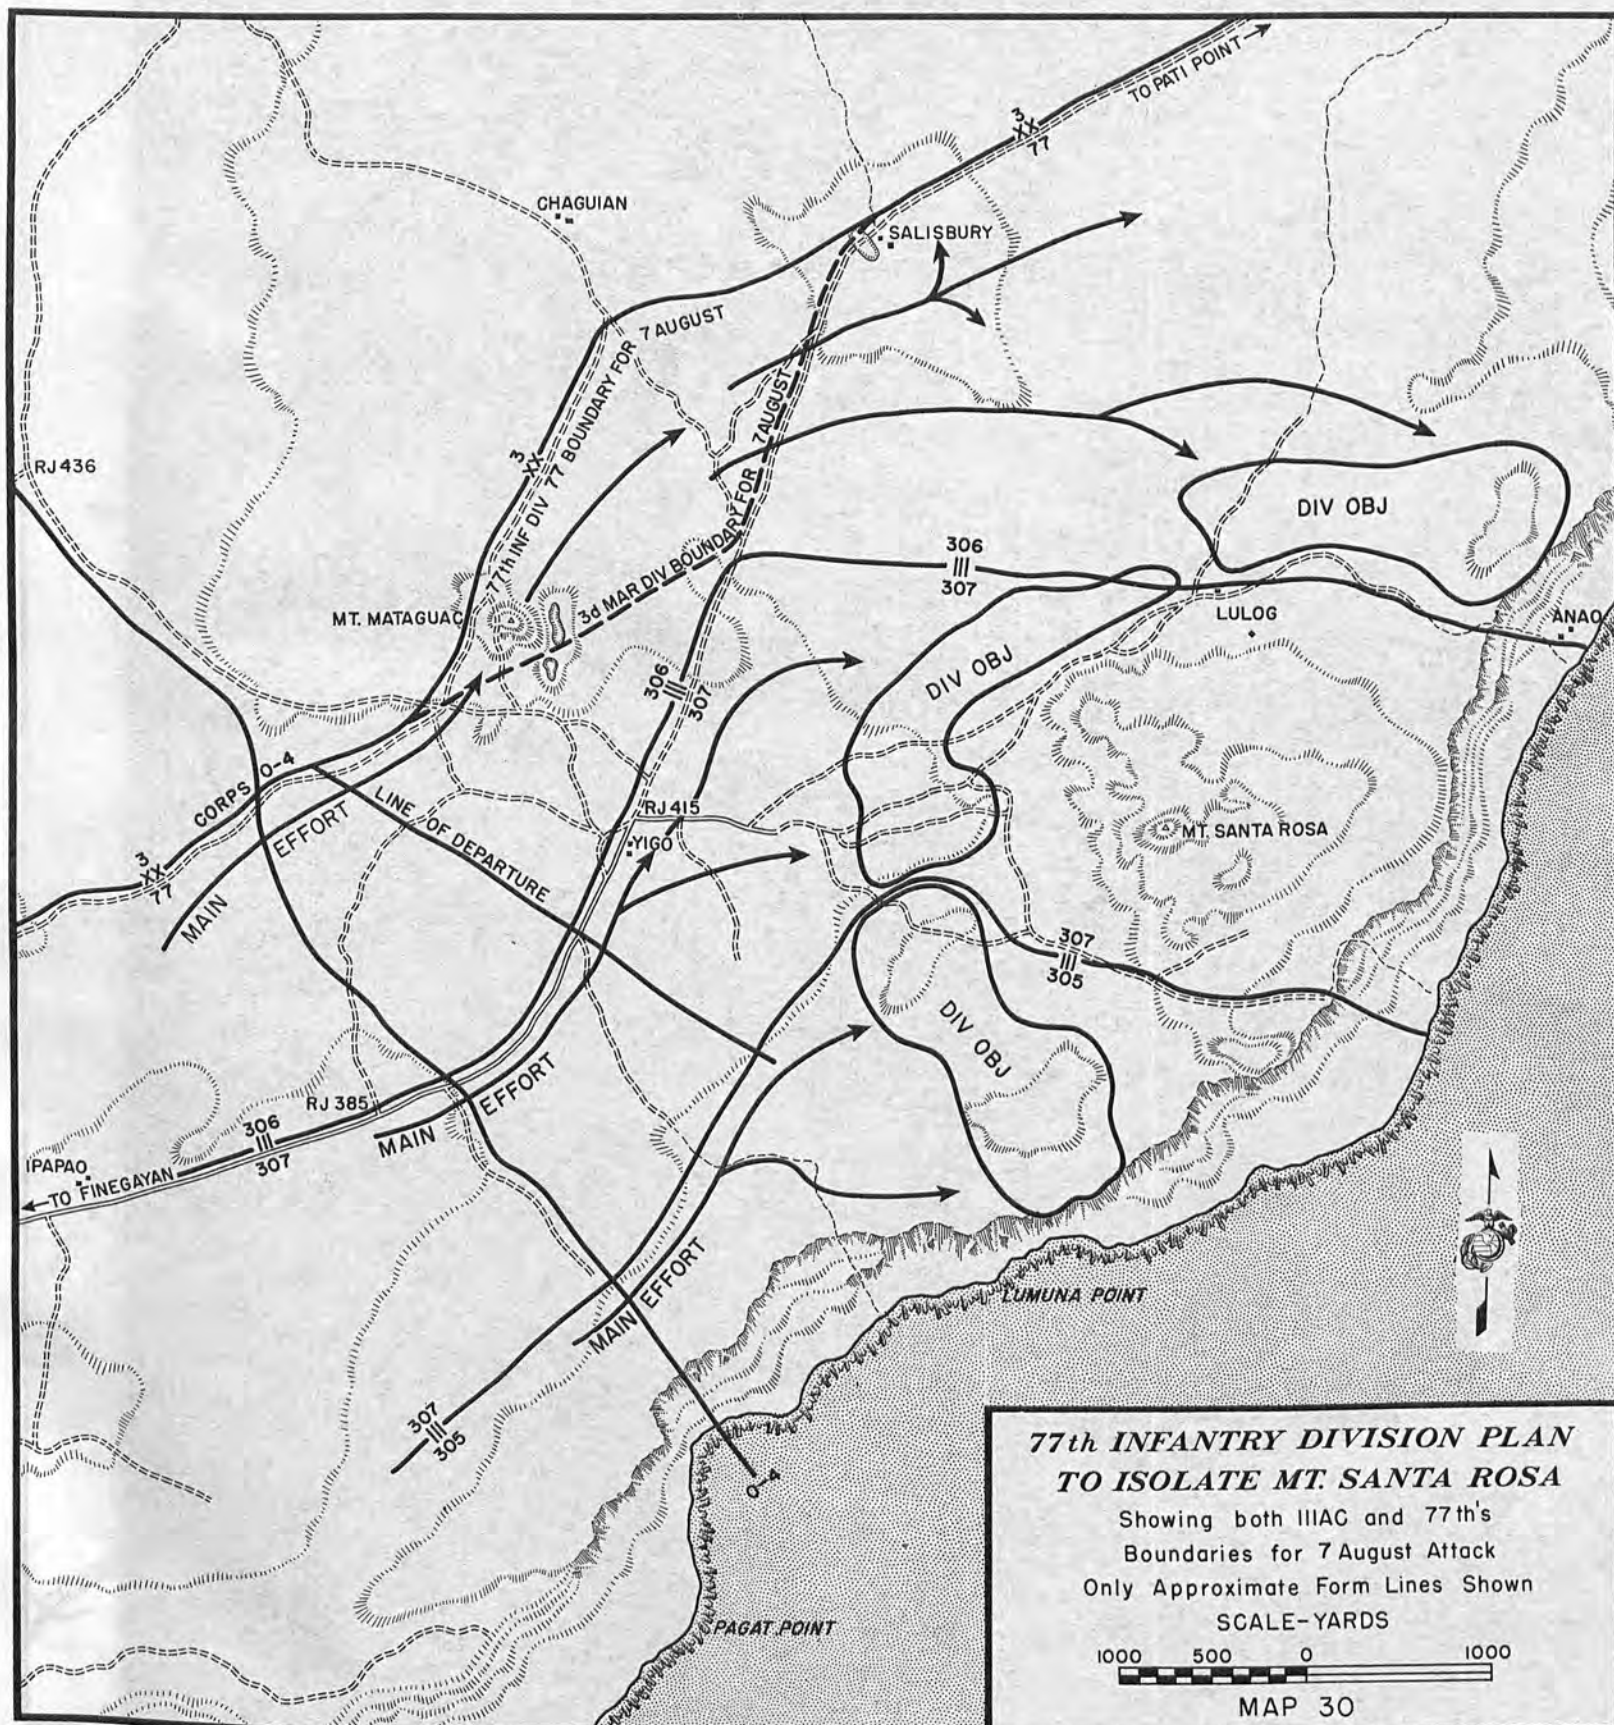 TO PATI POINT
3
XX
77
CHAGUIAN
SALISBURY
77th INF DIV 77 BOUNDARY FOR 7 AUGUST
3
XX
RJ 436
3d MAR DIV BOUNDARY FOR 7 AUGUST
DIV OBJ
306
III
307
LULOG
ANAO
MT. MATAGUAC
DIV OBJ
306
III
307
CORPS O-4
LINE OF DEPARTURE
RJ 415
YIGO
MT. SANTA ROSA
3
XX
77
MAIN EFFORT
307
III
305
DIV OBJ
RJ 385
MAIN EFFORT
306
III
307
IPAPAO
TO FINEGAYAN
MAIN EFFORT
LUMUNA POINT
307
III
305
O-4
PAGAT POINT
77th INFANTRY DIVISION PLAN
TO ISOLATE MT. SANTA ROSA
Showing both IIIAC and 77th's
Boundaries for 7 August Attack
Only Approximate Form Lines Shown
SCALE-YARDS
1000 500 0 1000
MAP 30